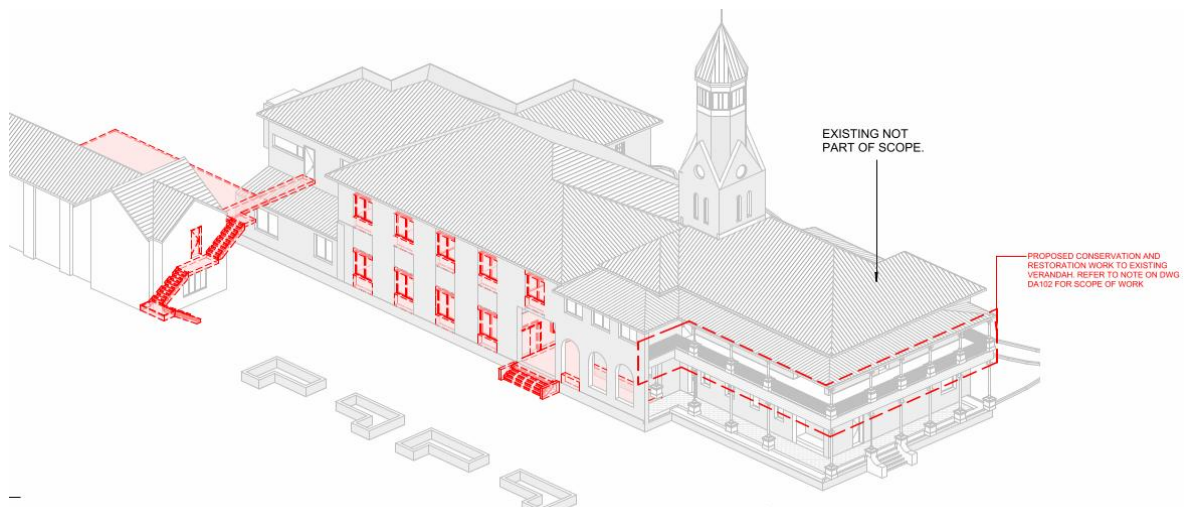 EXISTING NOT
PART OF SCOPE.
PROPOSED CONSERVATION AND
RESTORATION WORK TO EXISTING
VERANDAH. REFER TO NOTE ON DWG
DA102 FOR SCOPE OF WORK